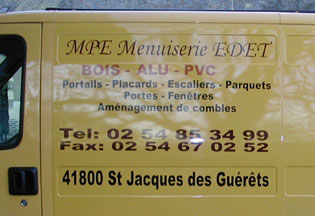 MPE Menuiserie EDET
BOIS - ALU - PVC
Portails - Placards - Escaliers - Parquets
Portes - Fenêtres
Aménagement de combles
Tel: 02 54 85 34 99
Fax: 02 54 67 02 52
41800 St Jacques des Guérêts